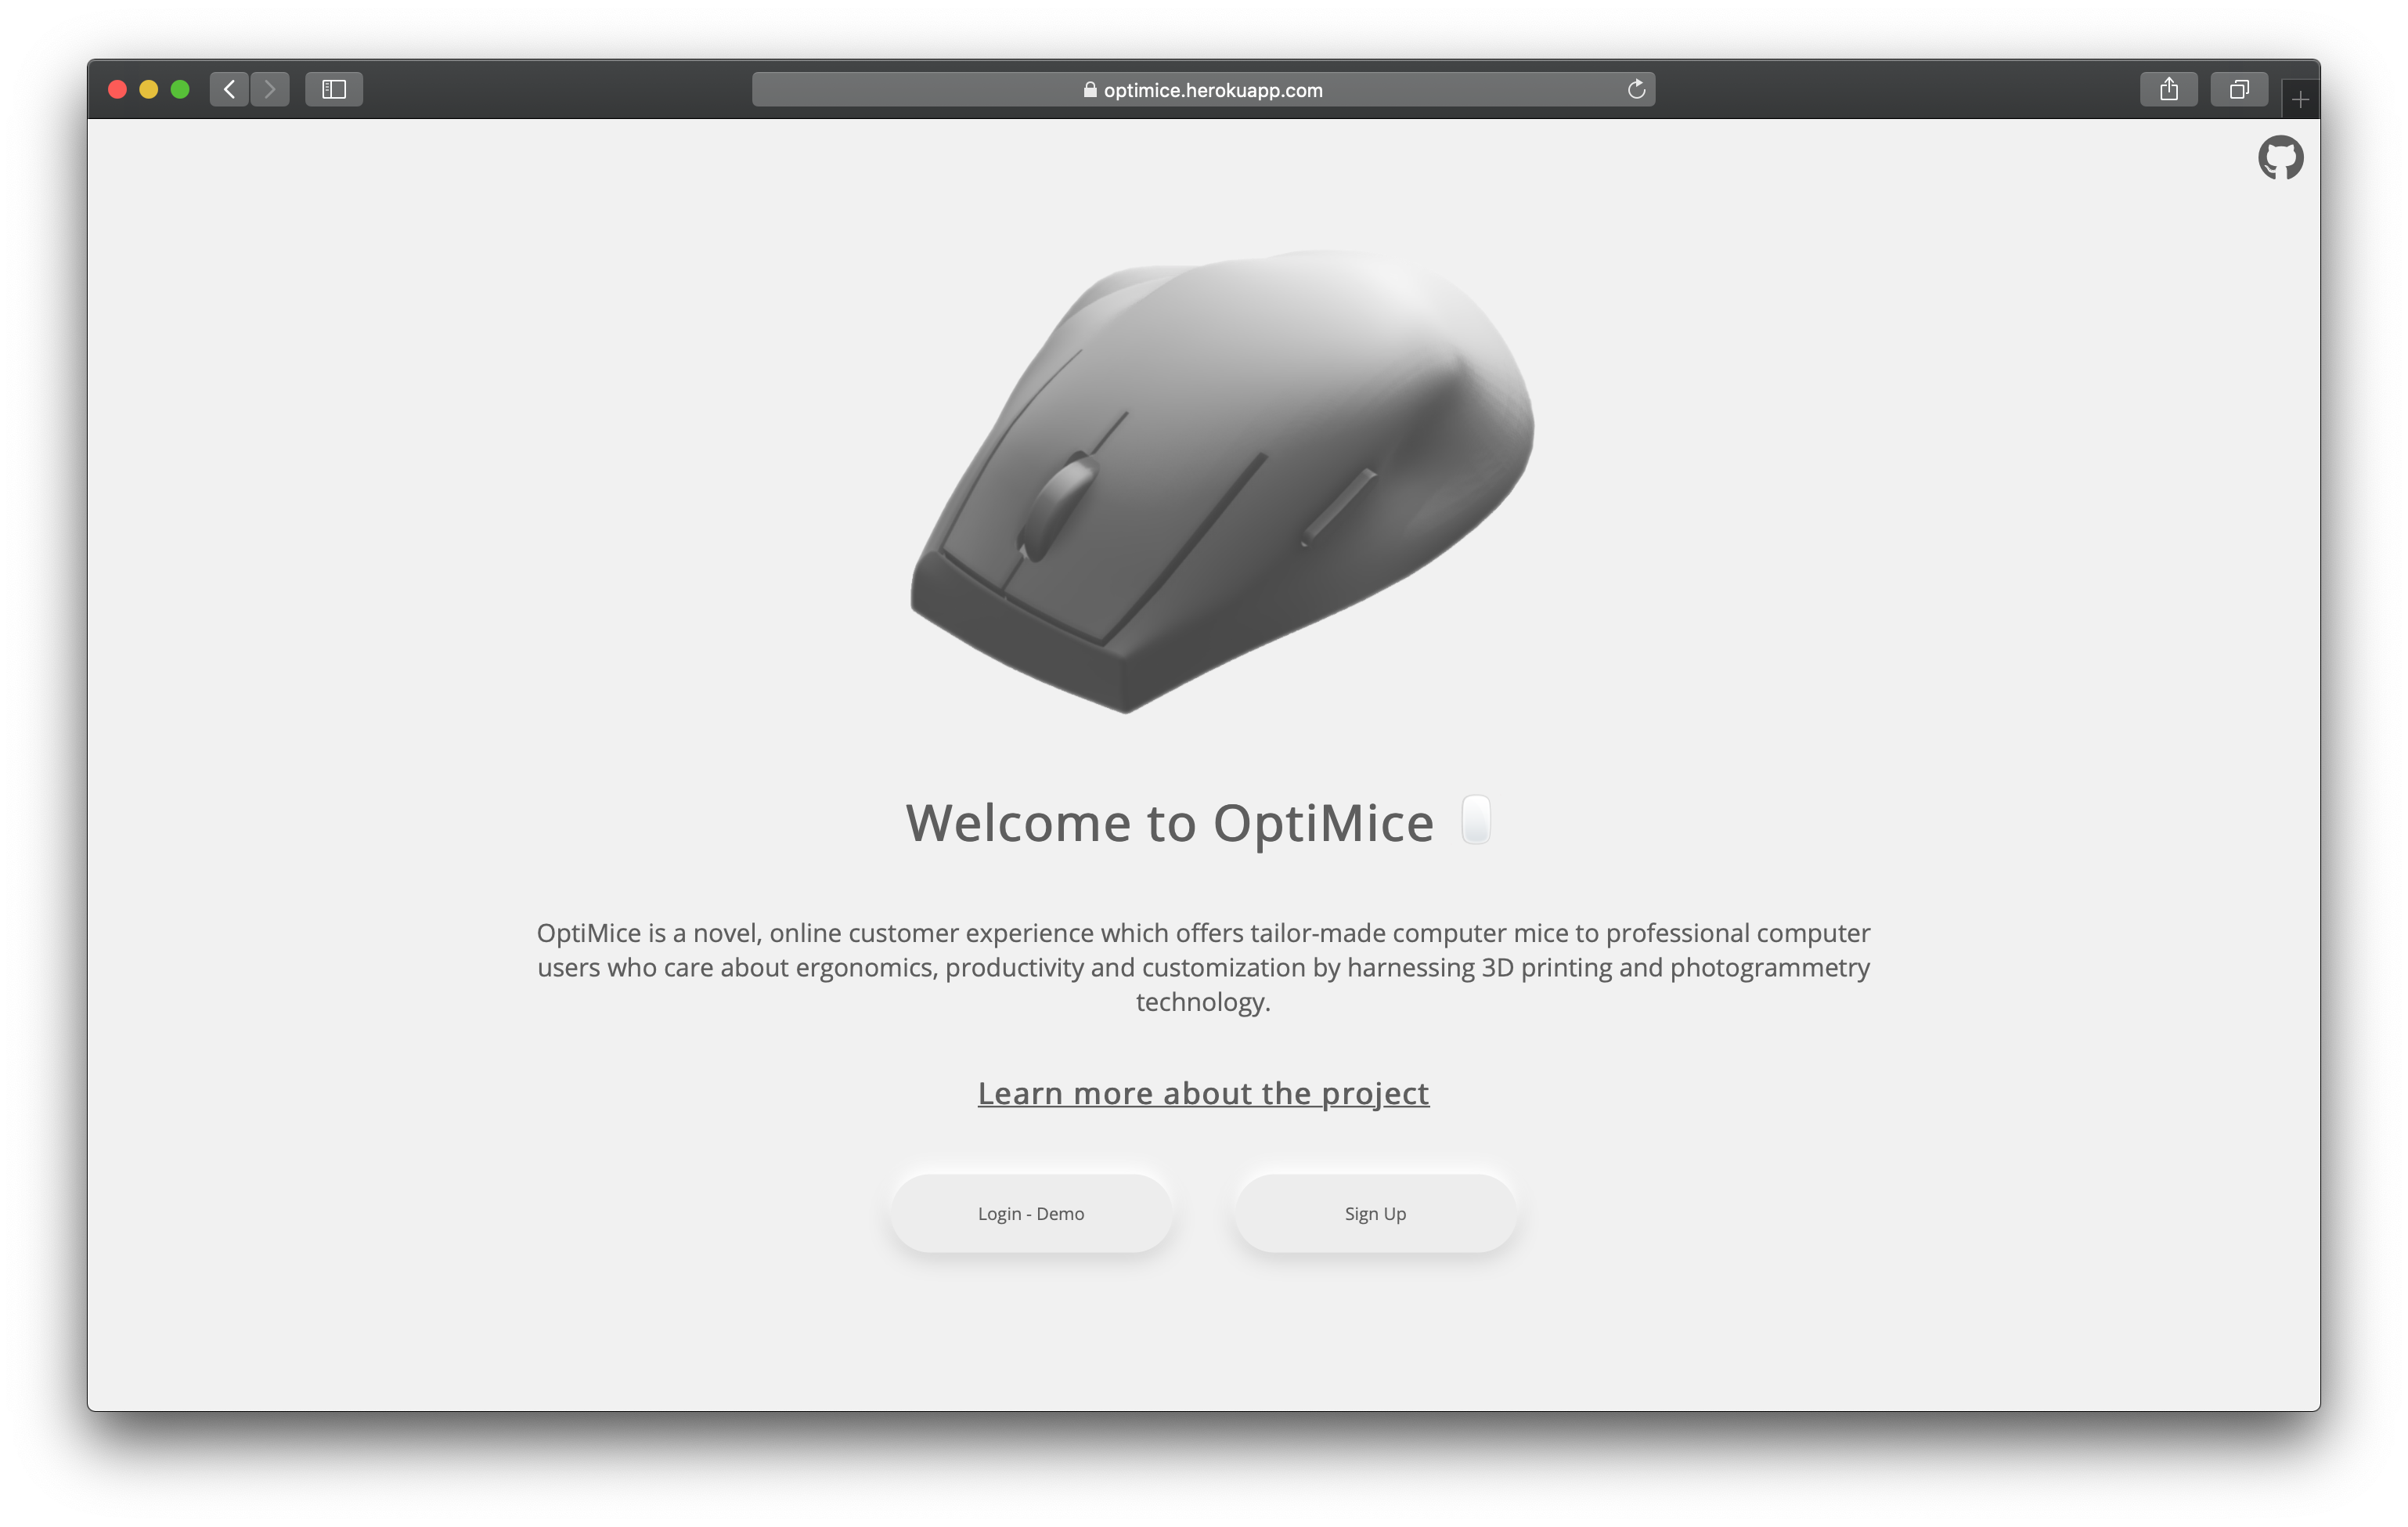 optimice.herokuapp.com
Welcome to OptiMice
OptiMice is a novel, online customer experience which offers tailor-made computer mice to professional computer
users who care about ergonomics, productivity and customization by harnessing 3D printing and photogrammetry
technology.
Learn more about the project
Login - Demo
Sign Up